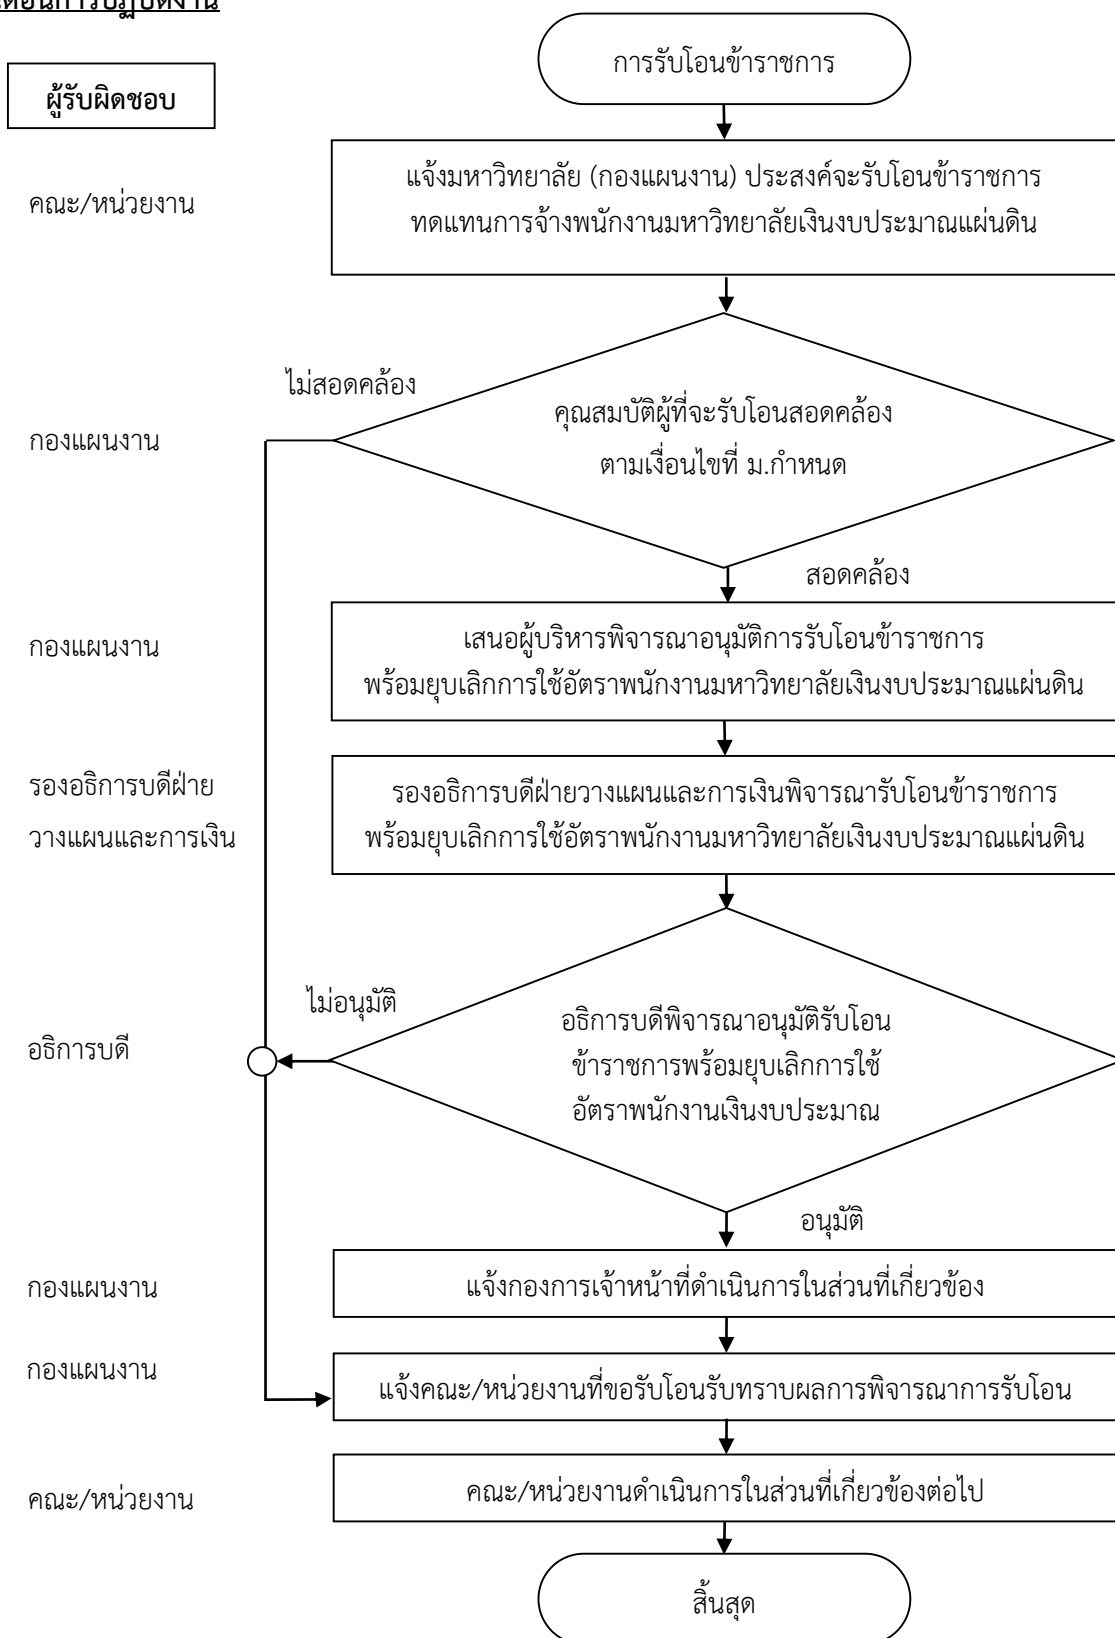 การรับโอนข้าราชการ
ผู้รับผิดชอบ
คณะ/หน่วยงาน
แจ้งมหาวิทยาลัย (กองแผนงาน) ประสงค์จะรับโอนข้าราชการ
ทดแทนการจ้างพนักงานมหาวิทยาลัยเงินงบประมาณแผ่นดิน
ไม่สอดคล้อง
กองแผนงาน
คุณสมบัติผู้ที่จะรับโอนสอดคล้อง
ตามเงื่อนไขที่ ม.กำหนด
สอดคล้อง
กองแผนงาน
เสนอผู้บริหารพิจารณาอนุมัติการรับโอนข้าราชการ
พร้อมยุบเลิกการใช้อัตราพนักงานมหาวิทยาลัยเงินงบประมาณแผ่นดิน
รองอธิการบดีฝ่าย
วางแผนและการเงิน
รองอธิการบดีฝ่ายวางแผนและการเงินพิจารณารับโอนข้าราชการ
พร้อมยุบเลิกการใช้อัตราพนักงานมหาวิทยาลัยเงินงบประมาณแผ่นดิน
ไม่อนุมัติ
อธิการบดี
อธิการบดีพิจารณาอนุมัติรับโอน
ข้าราชการพร้อมยุบเลิกการใช้
อัตราพนักงานเงินงบประมาณ
อนุมัติ
กองแผนงาน
แจ้งกองการเจ้าหน้าที่ดำเนินการในส่วนที่เกี่ยวข้อง
กองแผนงาน
แจ้งคณะ/หน่วยงานที่ขอรับโอนรับทราบผลการพิจารณาการรับโอน
คณะ/หน่วยงาน
คณะ/หน่วยงานดำเนินการในส่วนที่เกี่ยวข้องต่อไป
สิ้นสุด